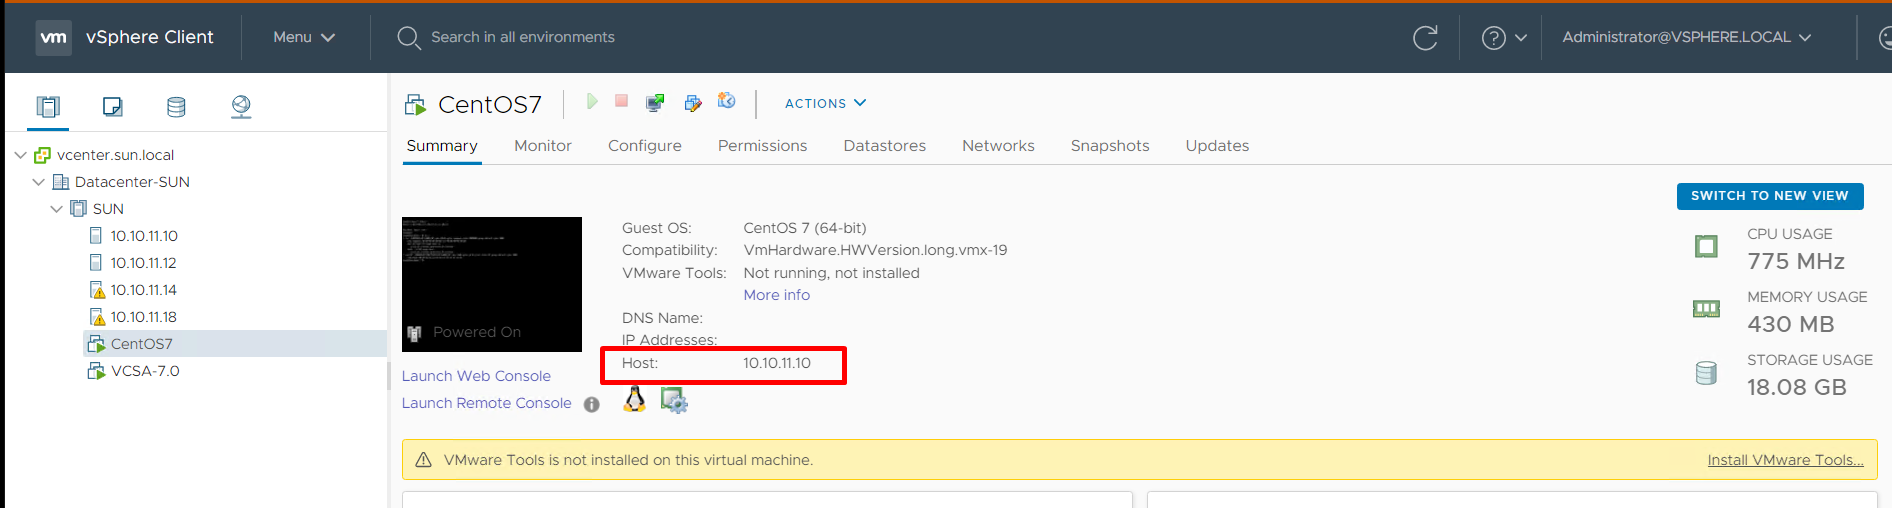 vm vSphere Client Menu Search in all environments Administrator@VSPHERE.LOCAL
CentOS7 ACTIONS
Summary Monitor Configure Permissions Datastores Networks Snapshots Updates
vcenter.sun.local
Datacenter-SUN
SUN
10.10.11.10
10.10.11.12
10.10.11.14
10.10.11.18
CentOS7
VCSA-7.0
SWITCH TO NEW VIEW
Powered On
Launch Web Console
Launch Remote Console
Guest OS: CentOS 7 (64-bit)
Compatibility: VmHardware.HWVersion.long.vmx-19
VMware Tools: Not running, not installed
More info
DNS Name:
IP Addresses:
Host: 10.10.11.10
CPU USAGE
775 MHz
MEMORY USAGE
430 MB
STORAGE USAGE
18.08 GB
VMware Tools is not installed on this virtual machine. Install VMware Tools...